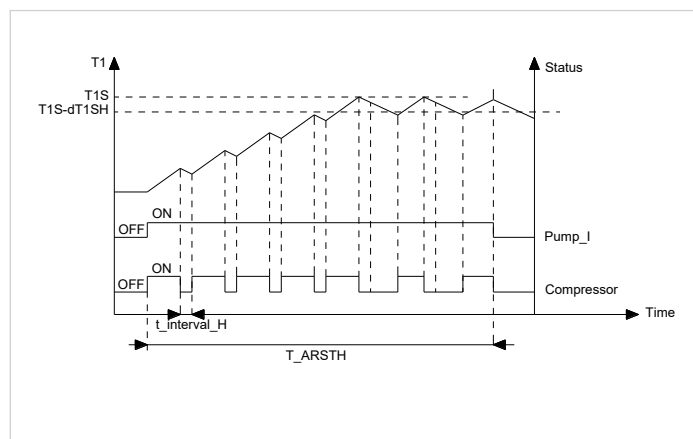 T1
Status
T1S
T1S-dT1SH
ON
OFF
Pump_I
ON
OFF
Compressor
Time
t_interval_H
T_ARSTH